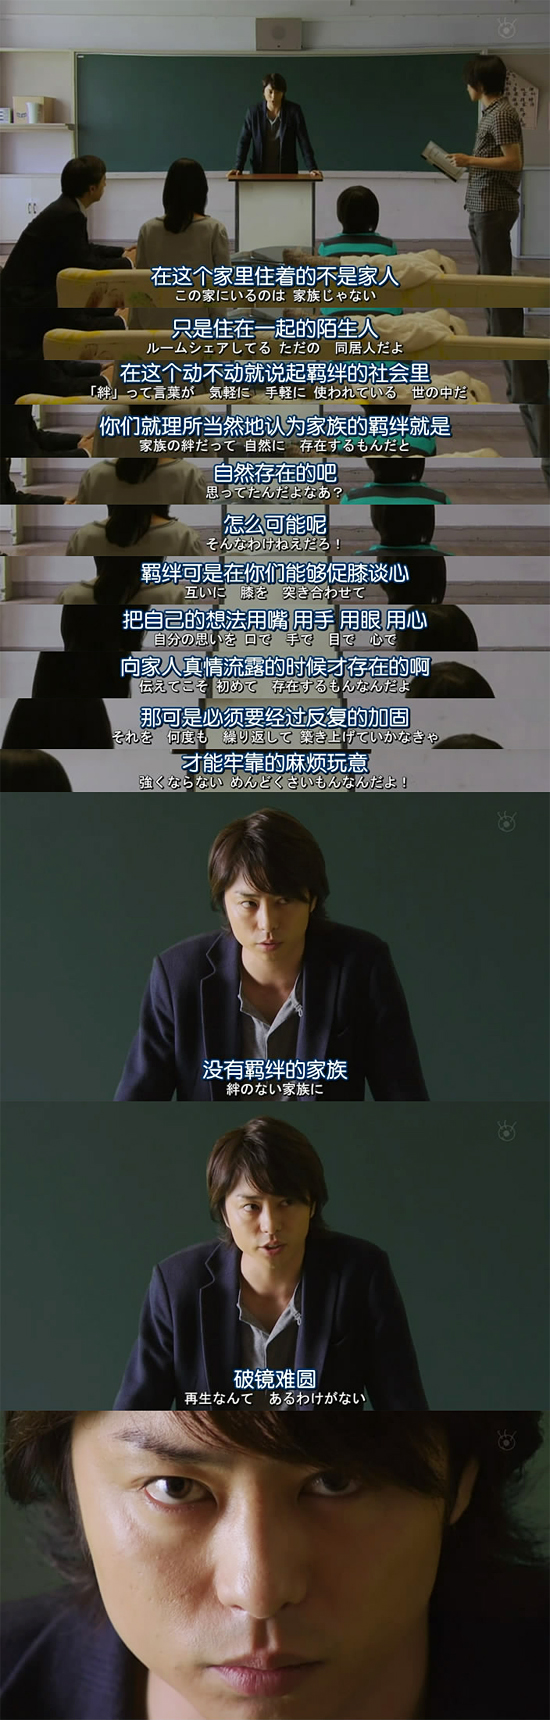 在这个家里住着的不是家人
この家にいるのは 家族じゃない
只是住在一起的陌生人
ルームシェアしてる ただの 同居人だよ
在这个动不动就说起羁绊的社会里
「絆」って言葉が 気軽に 手軽に 使われている 世の中だ
你们就理所当然地认为家族的羁绊就是
家族の絆だって 自然に 存在するもんだと
自然存在的吧
思ってたんだよなあ？
怎么可能呢
そんなわけねえだろ！
羁绊可是在你们能够促膝谈心
互いに 膝を 突き合わせて
把自己的想法用嘴 用手 用眼 用心
自分の思いを 口で 手で 目で 心で
向家人真情流露的时候才存在的啊
伝えてこそ 初めて 存在するもんなんだよ
那可是必须要经过反复的加固
それを 何度も 繰り返して 築き上げていかなきゃ
才能牢靠的麻烦玩意
強くならない めんどくさいもんなんだよ！
没有羁绊的家族
絆のない家族に
破镜难圆
再生なんて あるわけがない